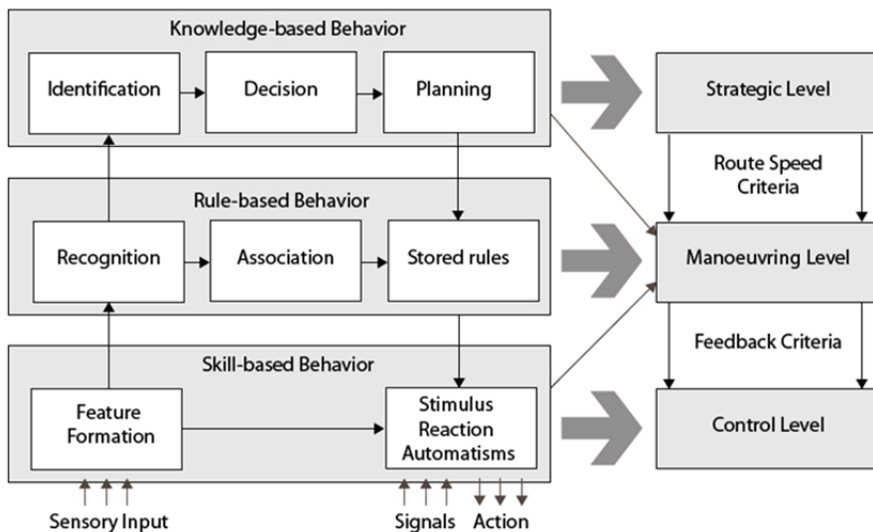 Knowledge-based Behavior
Identification
Decision
Planning
Strategic Level
Route Speed
Criteria
Rule-based Behavior
Recognition
Association
Stored rules
Manoeuvring Level
Feedback Criteria
Skill-based Behavior
Feature
Formation
Stimulus
Reaction
Automatisms
Control Level
Sensory Input
Signals
Action